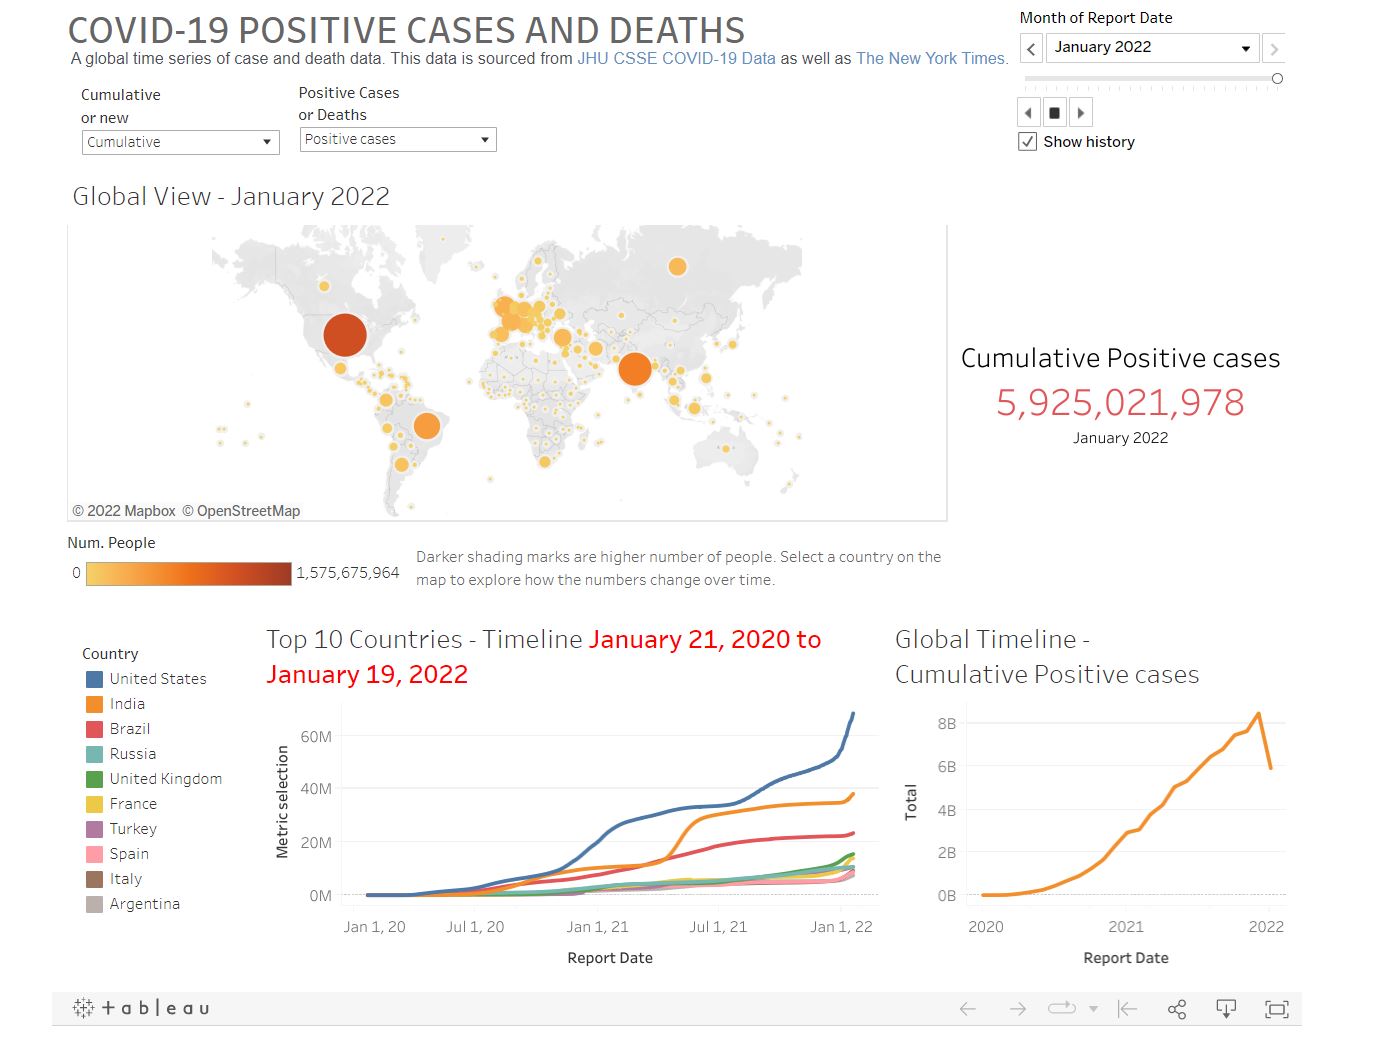 COVID-19 POSITIVE CASES AND DEATHS
A global time series of case and death data. This data is sourced from JHU CSSE COVID-19 Data as well as The New York Times.
Month of Report Date
January 2022
Show history
Cumulative
or new
Cumulative
Positive Cases
or Deaths
Positive cases
Global View - January 2022
© 2022 Mapbox © OpenStreetMap
Cumulative Positive cases
5,925,021,978
January 2022
Num. People
0 1,575,675,964
Darker shading marks are higher number of people. Select a country on the
map to explore how the numbers change over time.
Country
United States
India
Brazil
Russia
United Kingdom
France
Turkey
Spain
Italy
Argentina
Top 10 Countries - Timeline January 21, 2020 to
January 19, 2022
Metric selection
60M
40M
20M
0M
Jan 1, 20 Jul 1, 20 Jan 1, 21 Jul 1, 21 Jan 1, 22
Report Date
Global Timeline -
Cumulative Positive cases
Total
8B
6B
4B
2B
0B
2020 2021 2022
Report Date
tableau